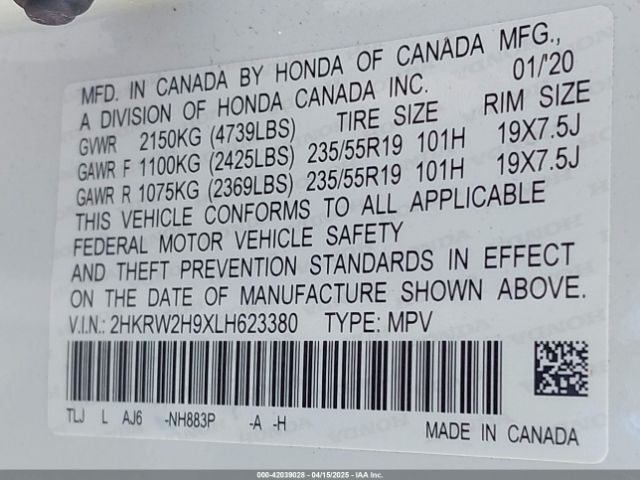 MFD. IN CANADA BY HONDA OF CANADA MFG.,
A DIVISION OF HONDA CANADA INC. 01/'20
GVWR 2150KG (4739LBS) TIRE SIZE RIM SIZE
GAWR F 1100KG (2425LBS) 235/55R19 101H 19X7.5J
GAWR R 1075KG (2369LBS) 235/55R19 101H 19X7.5J
THIS VEHICLE CONFORMS TO ALL APPLICABLE
FEDERAL MOTOR VEHICLE SAFETY
AND THEFT PREVENTION STANDARDS IN EFFECT
ON THE DATE OF MANUFACTURE SHOWN ABOVE.
V.I.N.: 2HKRW2H9XLH623380 TYPE: MPV
TLJ L AJ6 -NH883P -A -H
MADE IN CANADA
000-42039028 - 04/15/2025 - IAA Inc.